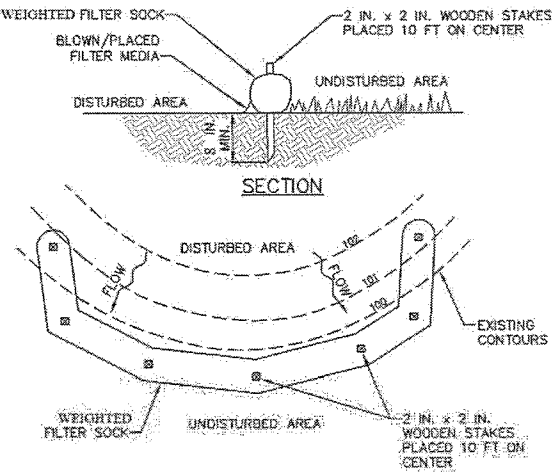 WEIGHTED FILTER SOCK
2 IN. x 2 IN. WOODEN STAKES
PLACED 10 FT ON CENTER
BLOWN/PLACED
FILTER MEDIA
UNDISTURBED AREA
DISTURBED AREA
8 IN.
MIN.
SECTION
DISTURBED AREA
102
FLOW
FLOW
101
100
EXISTING
CONTOURS
WEIGHTED
FILTER SOCK
UNDISTURBED AREA
2 IN. x 2 IN.
WOODEN STAKES
PLACED 10 FT ON
CENTER